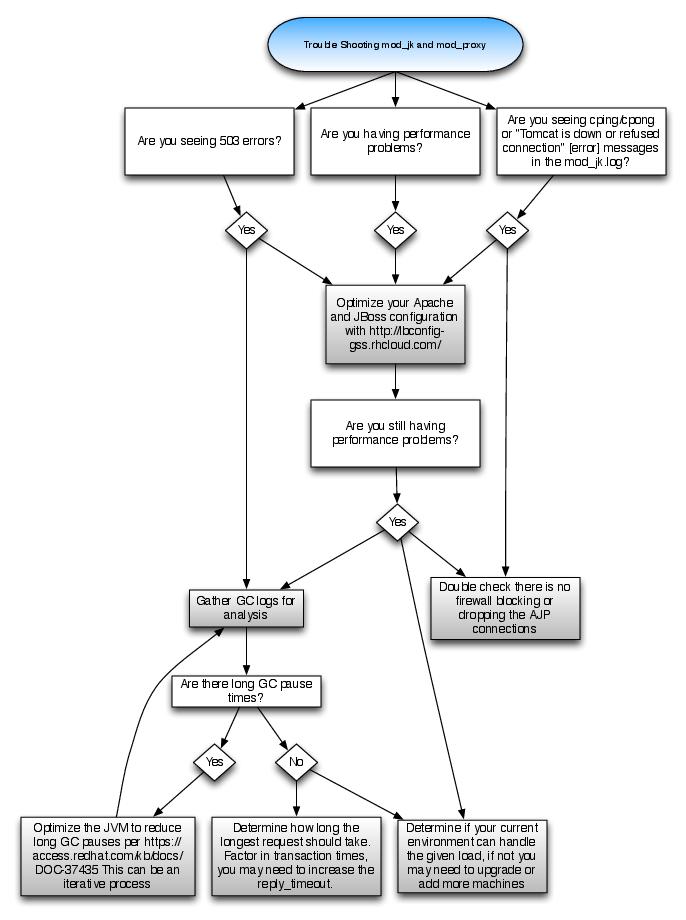 Trouble Shooting mod_jk and mod_proxy
Are you seeing 503 errors?
Are you having performance
problems?
Are you seeing cping/cpong
or "Tomcat is down or refused
connection" [error] messages
in the mod_jk.log?
Yes
Yes
Yes
Optimize your Apache
and JBoss configuration
with http://lbconfig-
gss.rhcloud.com/
Are you still having
performance problems?
Yes
Gather GC logs for
analysis
Double check there is no
firewall blocking or
dropping the AJP
connections
Are there long GC pause
times?
Yes
No
Optimize the JVM to reduce
long GC pauses per https://
access.redhat.com/kb/docs/
DOC-37435 This can be an
iterative process
Determine how long the
longest request should take.
Factor in transaction times,
you may need to increase the
reply_timeout.
Determine if your current
environment can handle
the given load, if not you
may need to upgrade or
add more machines